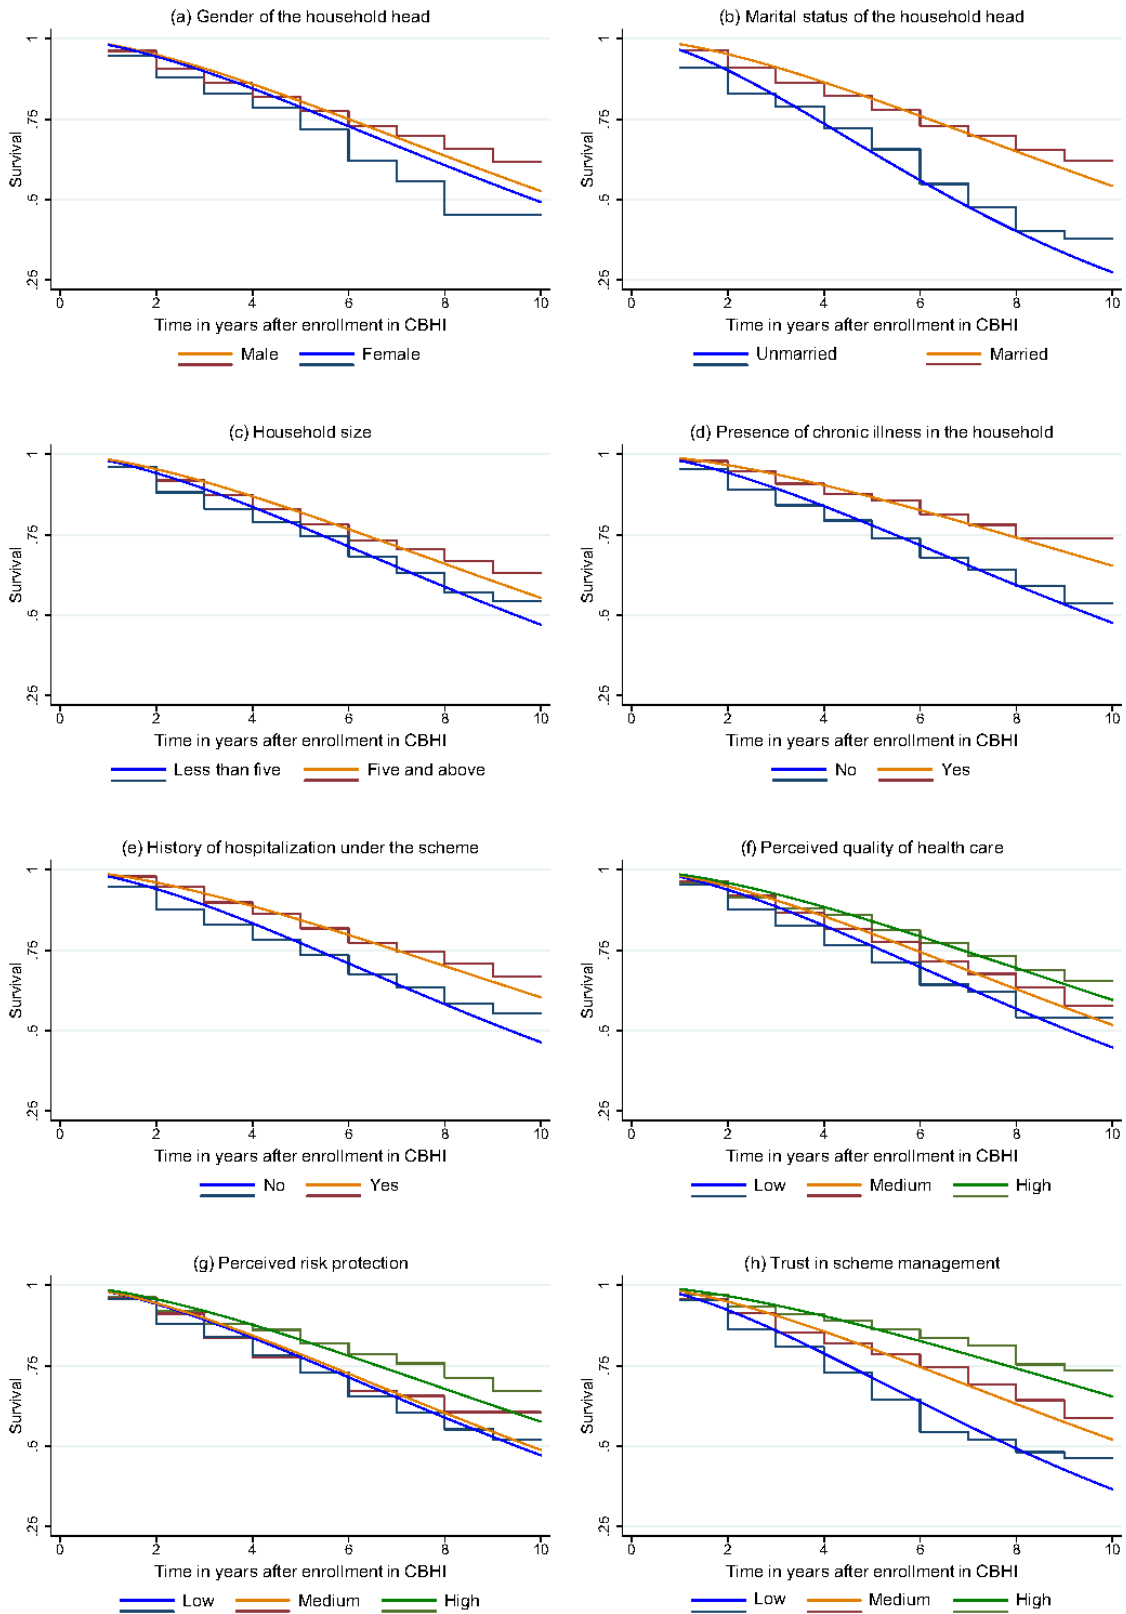 (a) Gender of the household head
1
.75
.5
.25
Survival
0 2 4 6 8 10
Time in years after enrollment in CBHI
Male Female
(b) Marital status of the household head
1
.75
.5
.25
Survival
0 2 4 6 8 10
Time in years after enrollment in CBHI
Unmarried Married
(c) Household size
1
.75
.5
.25
Survival
0 2 4 6 8 10
Time in years after enrollment in CBHI
Less than five Five and above
(d) Presence of chronic illness in the household
1
.75
.5
.25
Survival
0 2 4 6 8 10
Time in years after enrollment in CBHI
No Yes
(e) History of hospitalization under the scheme
1
.75
.5
.25
Survival
0 2 4 6 8 10
Time in years after enrollment in CBHI
No Yes
(f) Perceived quality of health care
1
.75
.5
.25
Survival
0 2 4 6 8 10
Time in years after enrollment in CBHI
Low Medium High
(g) Perceived risk protection
1
.75
.5
.25
Survival
0 2 4 6 8 10
Time in years after enrollment in CBHI
Low Medium High
(h) Trust in scheme management
1
.75
.5
.25
Survival
0 2 4 6 8 10
Time in years after enrollment in CBHI
Low Medium High